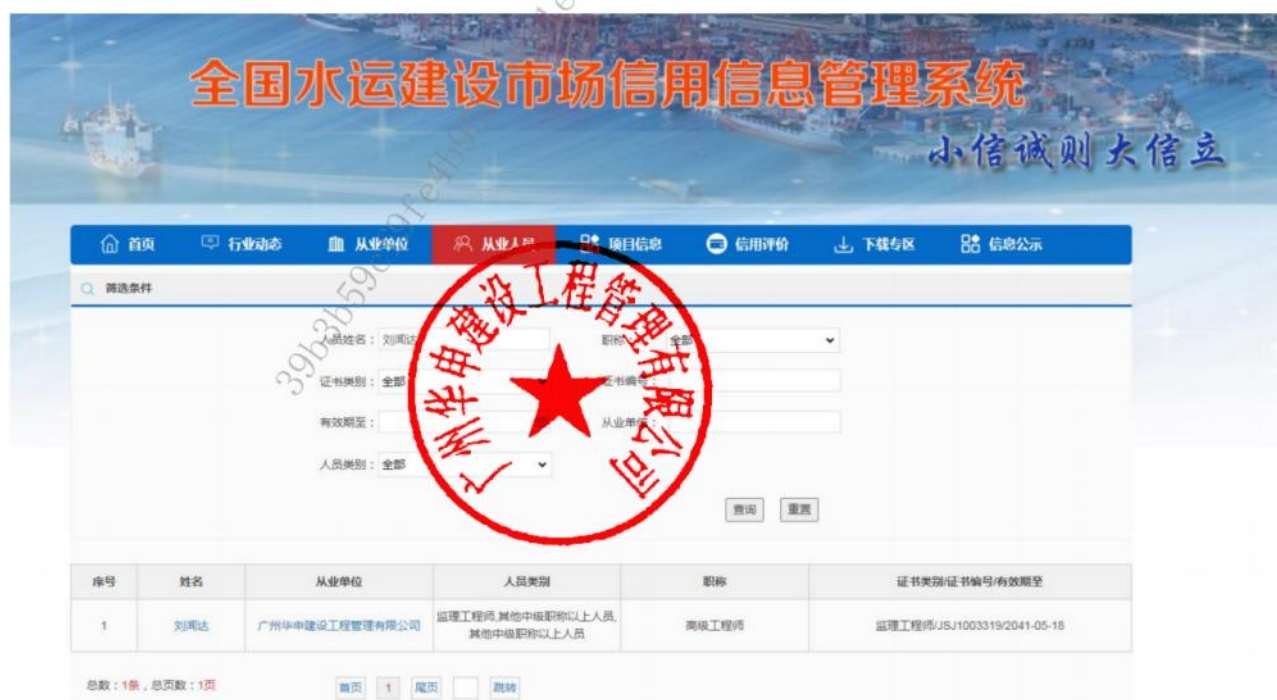 全国水运建设市场信用信息管理系统
小信诚则大信立
首页 行业动态 从业单位 从业人员 项目信息 信用评价 下载专区 信息公示
筛选条件
人员姓名： 刘闻达 职称： 全部
证书类别： 全部 证书编号：
有效期至： 从业单位：
人员类别： 全部
广州华申建设工程管理有限公司
查询 重置
序号 姓名 从业单位 人员类别 职称 证书类别/证书编号/有效期至
1 刘闻达 广州华申建设工程管理有限公司 监理工程师,其他中级职称以上人员, 高级工程师 监理工程师/JSJ1003319/2041-05-18
其他中级职称以上人员
总数：1条，总页数：1页 首页 1 尾页 跳转